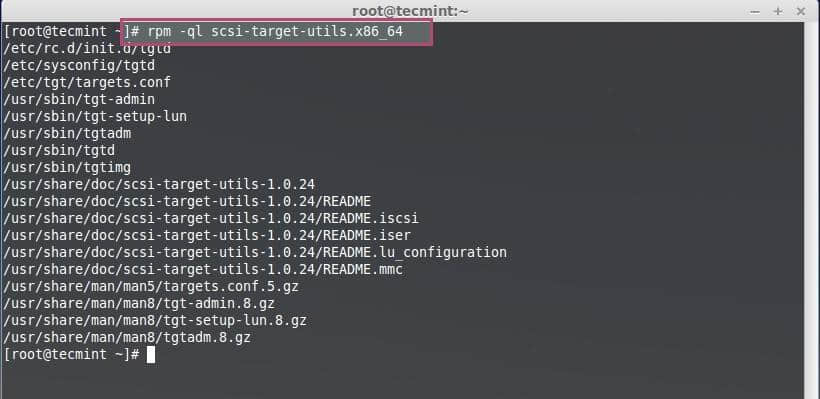 root@tecmint:~
[root@tecmint ~]# rpm -ql scsi-target-utils.x86_64
/etc/rc.d/init.d/tgtd
/etc/sysconfig/tgtd
/etc/tgt/targets.conf
/usr/sbin/tgt-admin
/usr/sbin/tgt-setup-lun
/usr/sbin/tgtadm
/usr/sbin/tgtd
/usr/sbin/tgtimg
/usr/share/doc/scsi-target-utils-1.0.24
/usr/share/doc/scsi-target-utils-1.0.24/README
/usr/share/doc/scsi-target-utils-1.0.24/README.iscsi
/usr/share/doc/scsi-target-utils-1.0.24/README.iser
/usr/share/doc/scsi-target-utils-1.0.24/README.lu_configuration
/usr/share/doc/scsi-target-utils-1.0.24/README.mmc
/usr/share/man/man5/targets.conf.5.gz
/usr/share/man/man8/tgt-admin.8.gz
/usr/share/man/man8/tgt-setup-lun.8.gz
/usr/share/man/man8/tgtadm.8.gz
[root@tecmint ~]#